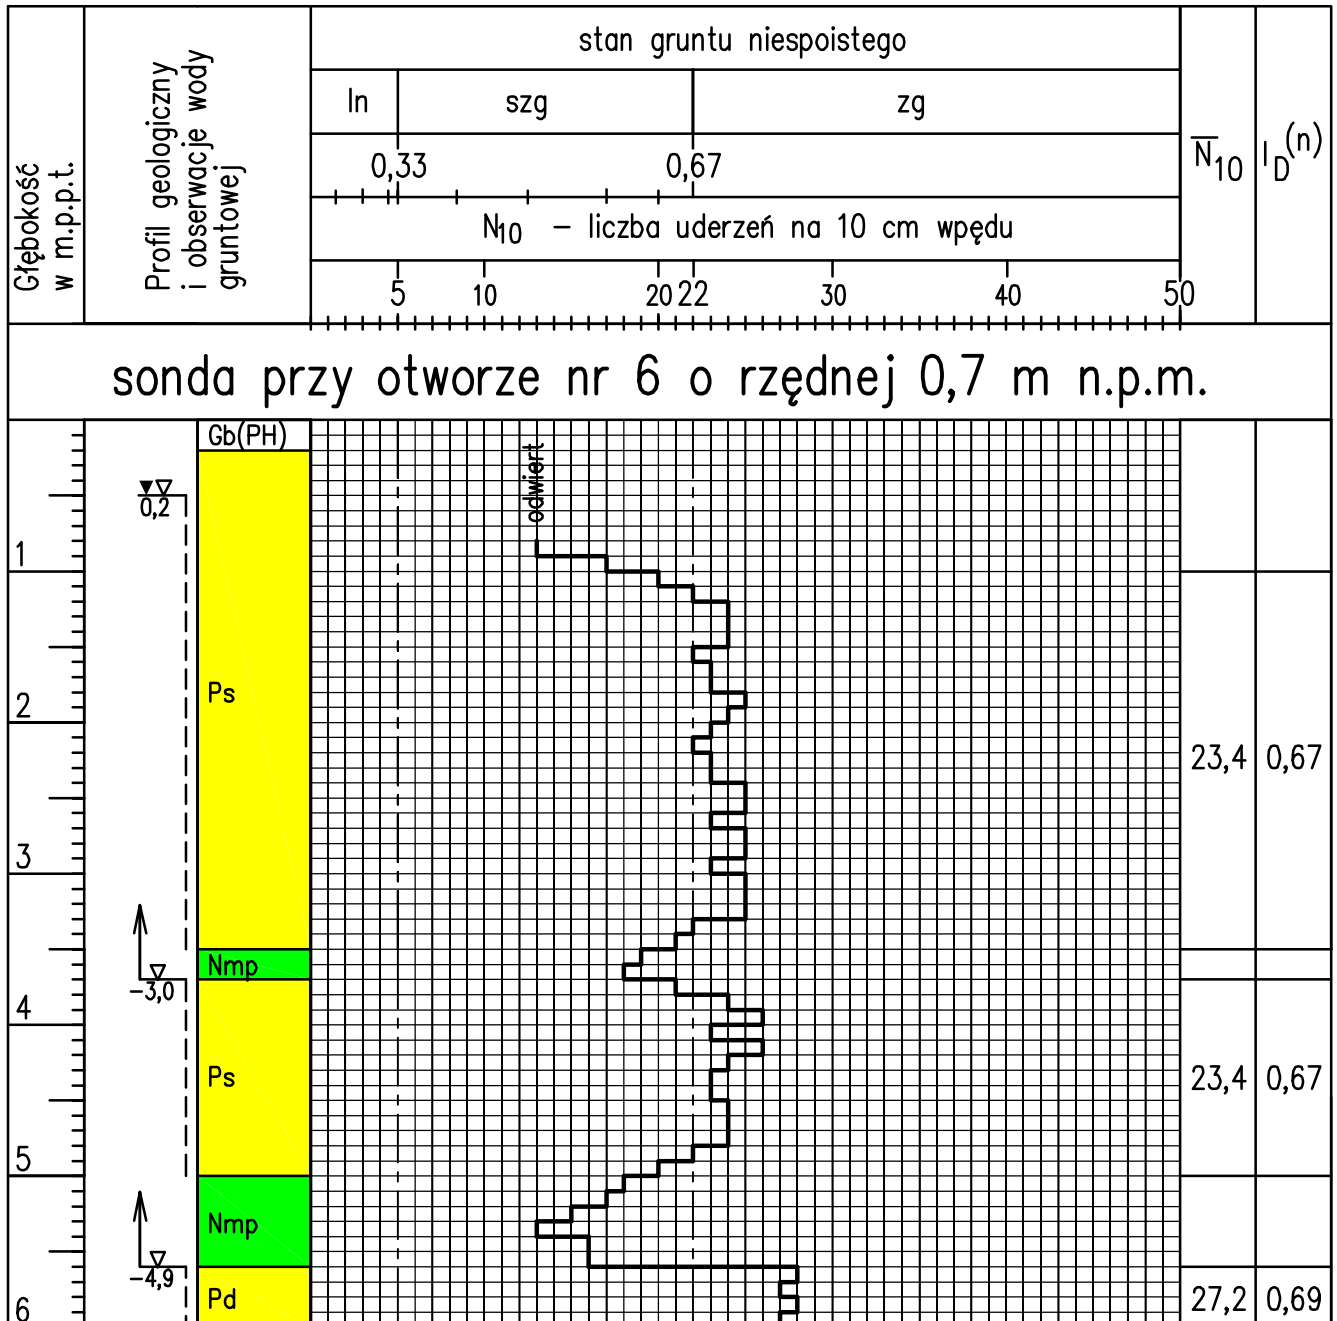 Głębokość
w m.p.p.t.
Profil geologiczny
i obserwacje wody
gruntowej
stan gruntu niespoistego
ln szg zg
0,33 0,67
N10 – liczba uderzeń na 10 cm wpędu
5 10 20 22 30 40 50
N̅10 ID(n)
sonda przy otworze nr 6 o rzędnej 0,7 m n.p.m.
Gb(PH)
odwiert
0,2
1
Ps
2
23,4 0,67
3
Nmp
-3,0
4
Ps
23,4 0,67
5
Nmp
-4,9
Pd
27,2 0,69
6